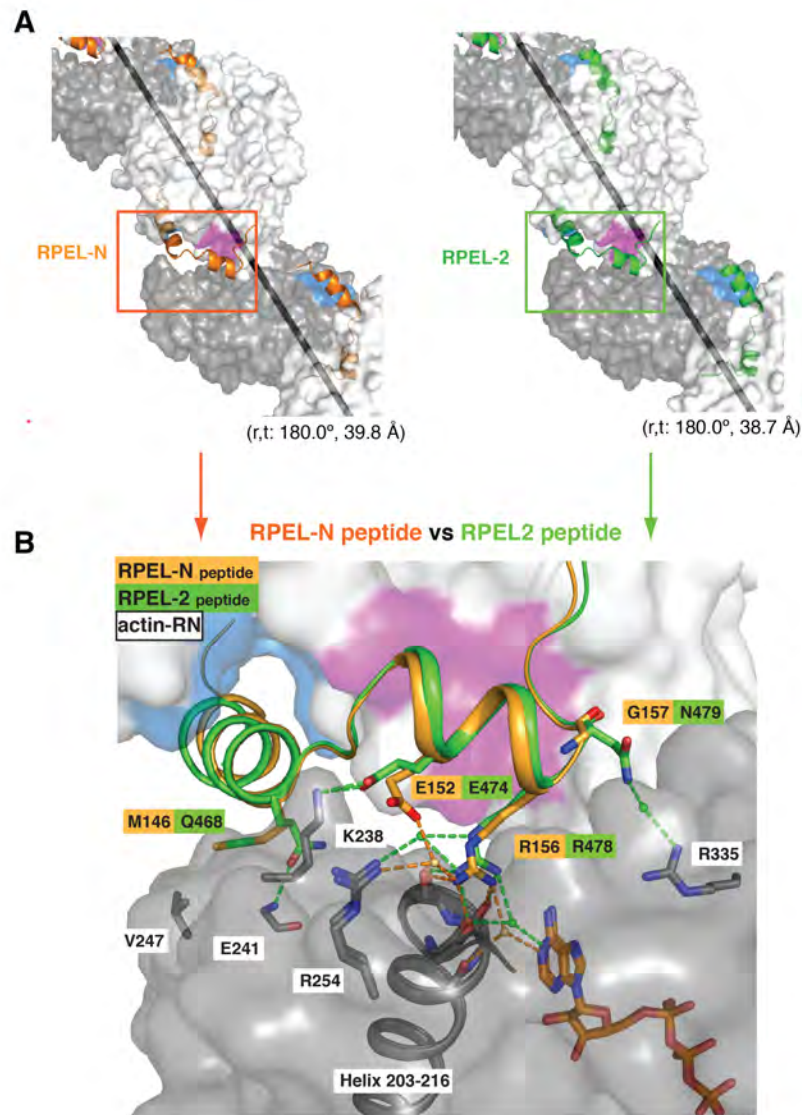 A
RPEL-N
RPEL-2
(r,t: 180.0º, 39.8 Å)
(r,t: 180.0º, 38.7 Å)
RPEL-N peptide vs RPEL2 peptide
B
RPEL-N peptide
RPEL-2 peptide
actin-RN
G157 N479
E152 E474
M146 Q468
K238
R156 R478
R335
V247
E241
R254
Helix 203-216